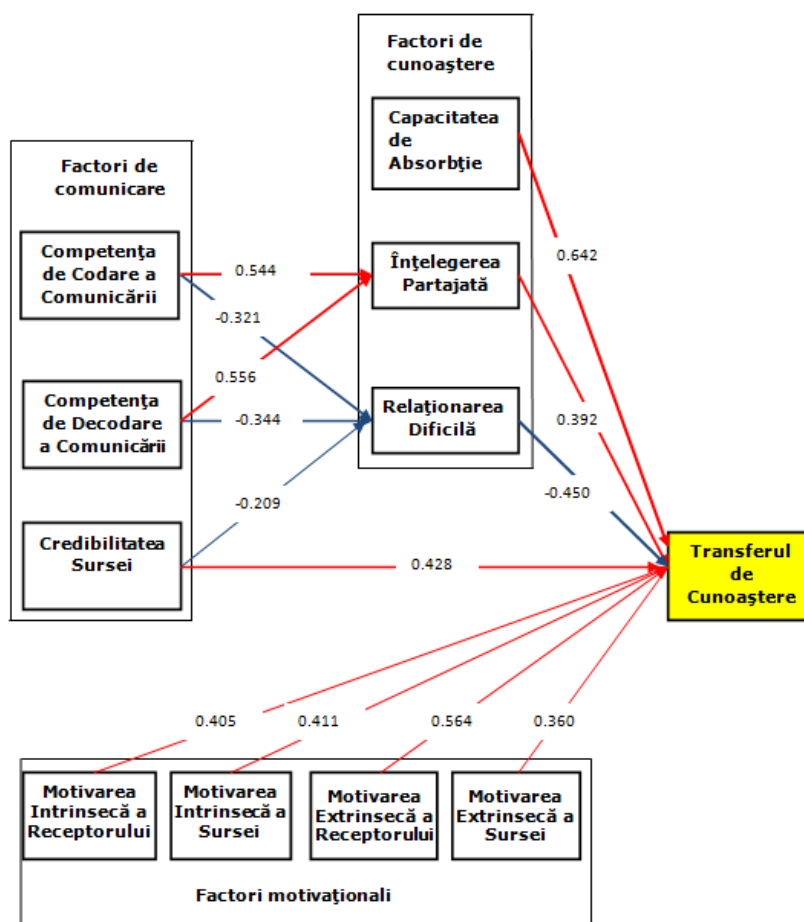 Factori de
cunoaştere
Capacitatea
de
Absorbţie
Factori de
comunicare
Competenţa
de Codare a
Comunicării
0.544
Înţelegerea
Partajată
0.642
-0.321
0.556
Competenţa
de Decodare
a Comunicării
-0.344
Relaţionarea
Dificilă
0.392
-0.450
-0.209
Credibilitatea
Sursei
0.428
Transferul
de
Cunoaştere
0.405
0.411
0.564
0.360
Motivarea
Intrinsecă a
Receptorului
Motivarea
Intrinsecă a
Sursei
Motivarea
Extrinsecă a
Receptorului
Motivarea
Extrinsecă a
Sursei
Factori motivaţionali